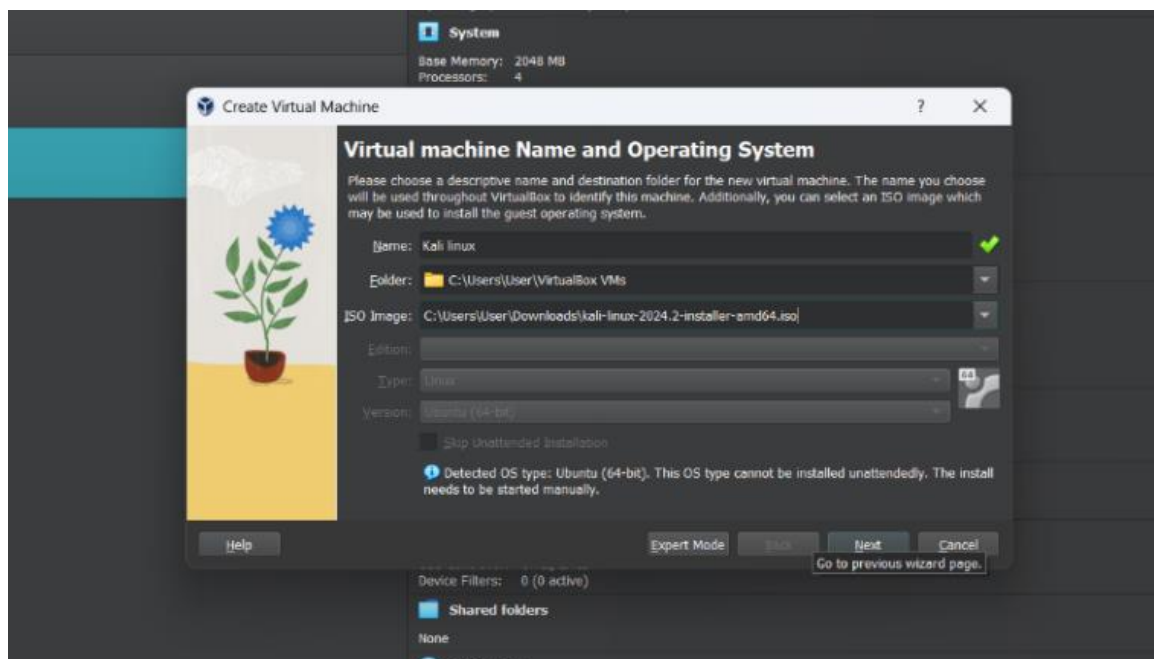 System
Base Memory: 2048 MB
Processors: 4
Create Virtual Machine ? ×
Virtual machine Name and Operating System
Please choose a descriptive name and destination folder for the new virtual machine. The name you choose
will be used throughout VirtualBox to identify this machine. Additionally, you can select an ISO image which
may be used to install the guest operating system.
Name: Kali linux
Folder: C:\Users\User\VirtualBox VMs
ISO Image: C:\Users\User\Downloads\kali-linux-2024.2-installer-amd64.iso
Edition:
Type: Linux
64
Version: Ubuntu (64-bit)
Skip Unattended Installation
Detected OS type: Ubuntu (64-bit). This OS type cannot be installed unattendedly. The install
needs to be started manually.
Help Expert Mode Back Next Cancel
Go to previous wizard page.
Device Filters: 0 (0 active)
Shared folders
None